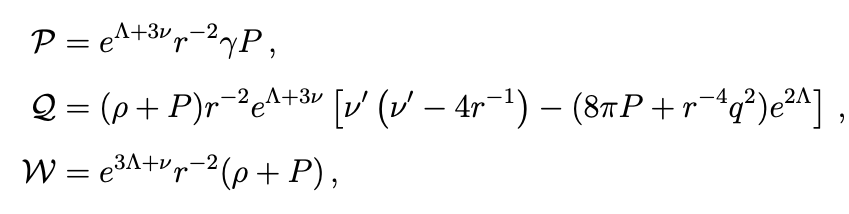 𝒫 = e^{Λ+3ν} r^{−2} γP ,
𝒬 = (ρ + P)r^{−2} e^{Λ+3ν} [ν′ (ν′ − 4r^{−1}) − (8πP + r^{−4}q^{2})e^{2Λ}] ,
𝒲 = e^{3Λ+ν} r^{−2} (ρ + P) ,